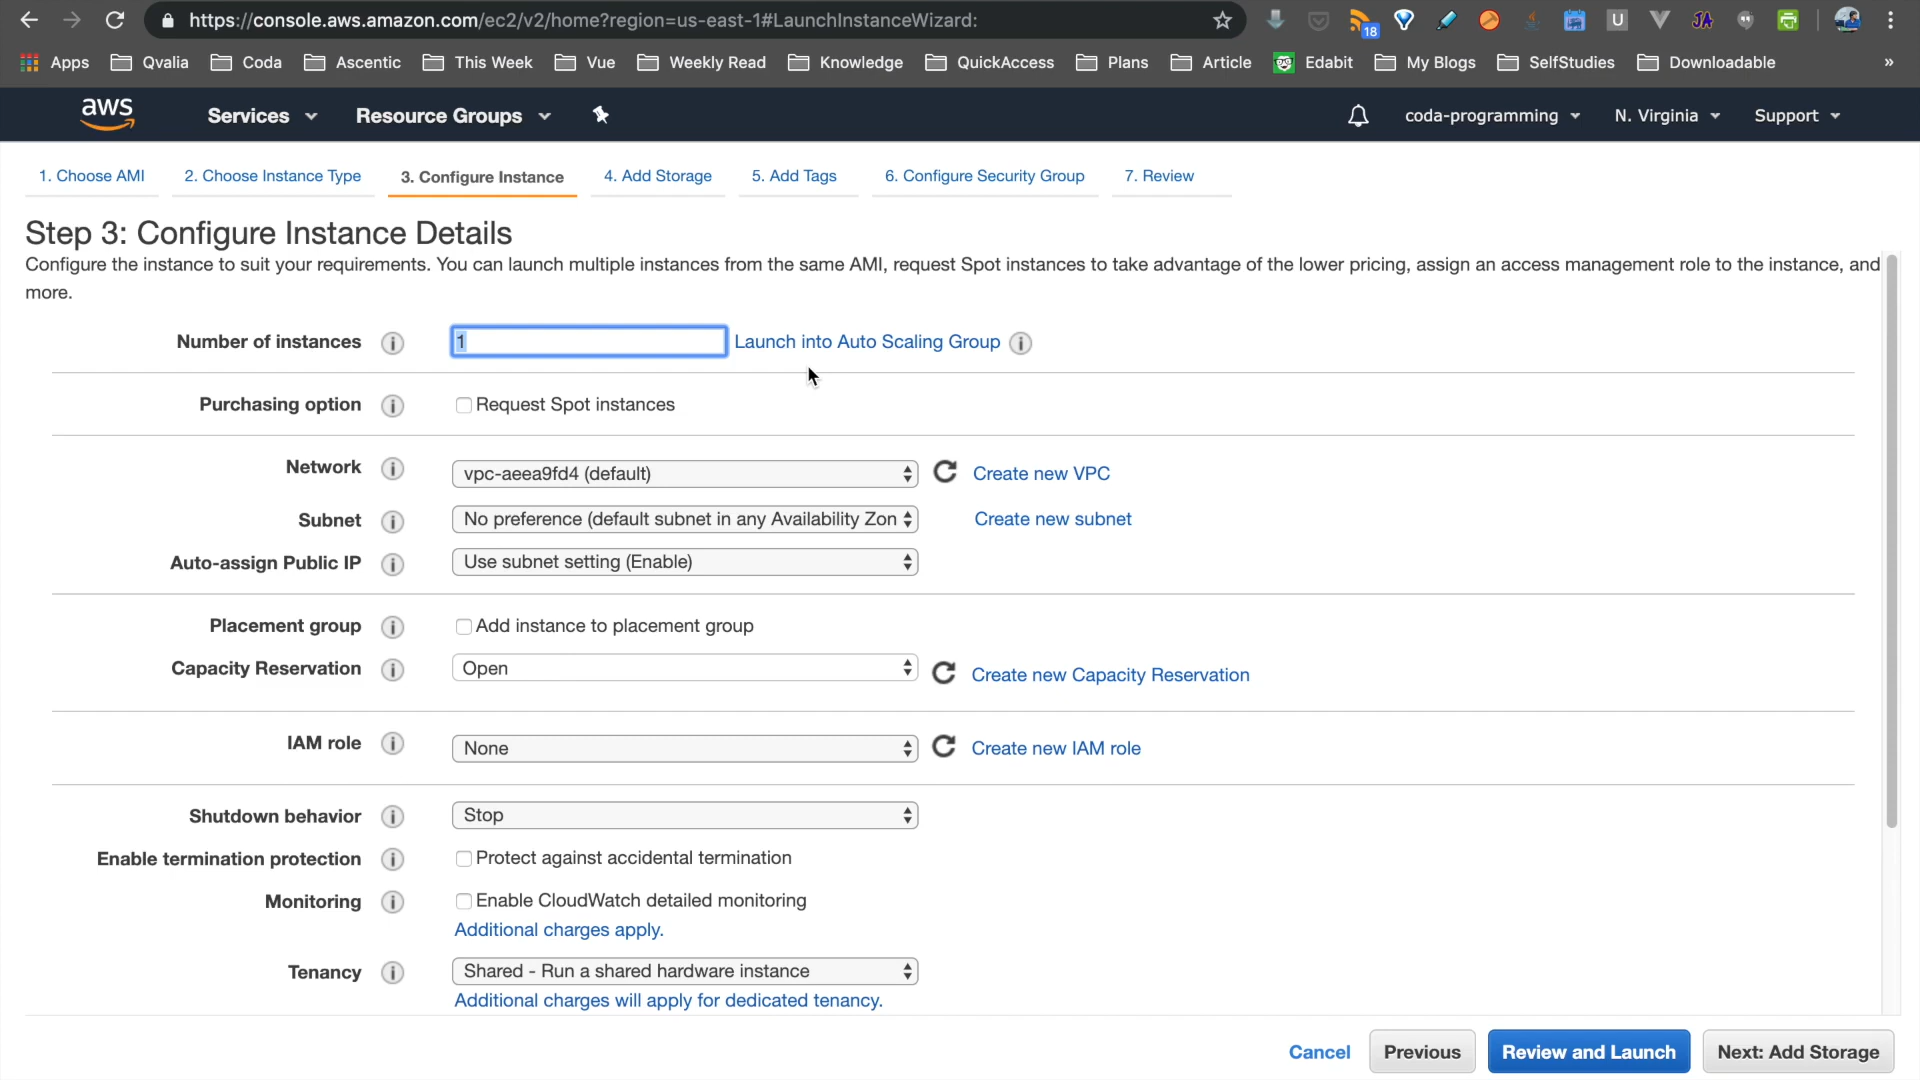 https://console.aws.amazon.com/ec2/v2/home?region=us-east-1#LaunchInstanceWizard:
18
U
JA
Apps Qvalia Coda Ascentic This Week Vue Weekly Read Knowledge QuickAccess Plans Article Edabit My Blogs SelfStudies Downloadable »
aws Services Resource Groups coda-programming N. Virginia Support
1. Choose AMI 2. Choose Instance Type 3. Configure Instance 4. Add Storage 5. Add Tags 6. Configure Security Group 7. Review
Step 3: Configure Instance Details
Configure the instance to suit your requirements. You can launch multiple instances from the same AMI, request Spot instances to take advantage of the lower pricing, assign an access management role to the instance, and
more.
Number of instances i 1 Launch into Auto Scaling Group i
Purchasing option i Request Spot instances
Network i vpc-aeea9fd4 (default) Create new VPC
Subnet i No preference (default subnet in any Availability Zon Create new subnet
Auto-assign Public IP i Use subnet setting (Enable)
Placement group i Add instance to placement group
Capacity Reservation i Open Create new Capacity Reservation
IAM role i None Create new IAM role
Shutdown behavior i Stop
Enable termination protection i Protect against accidental termination
Monitoring i Enable CloudWatch detailed monitoring
Additional charges apply.
Tenancy i Shared - Run a shared hardware instance
Additional charges will apply for dedicated tenancy.
Cancel Previous Review and Launch Next: Add Storage